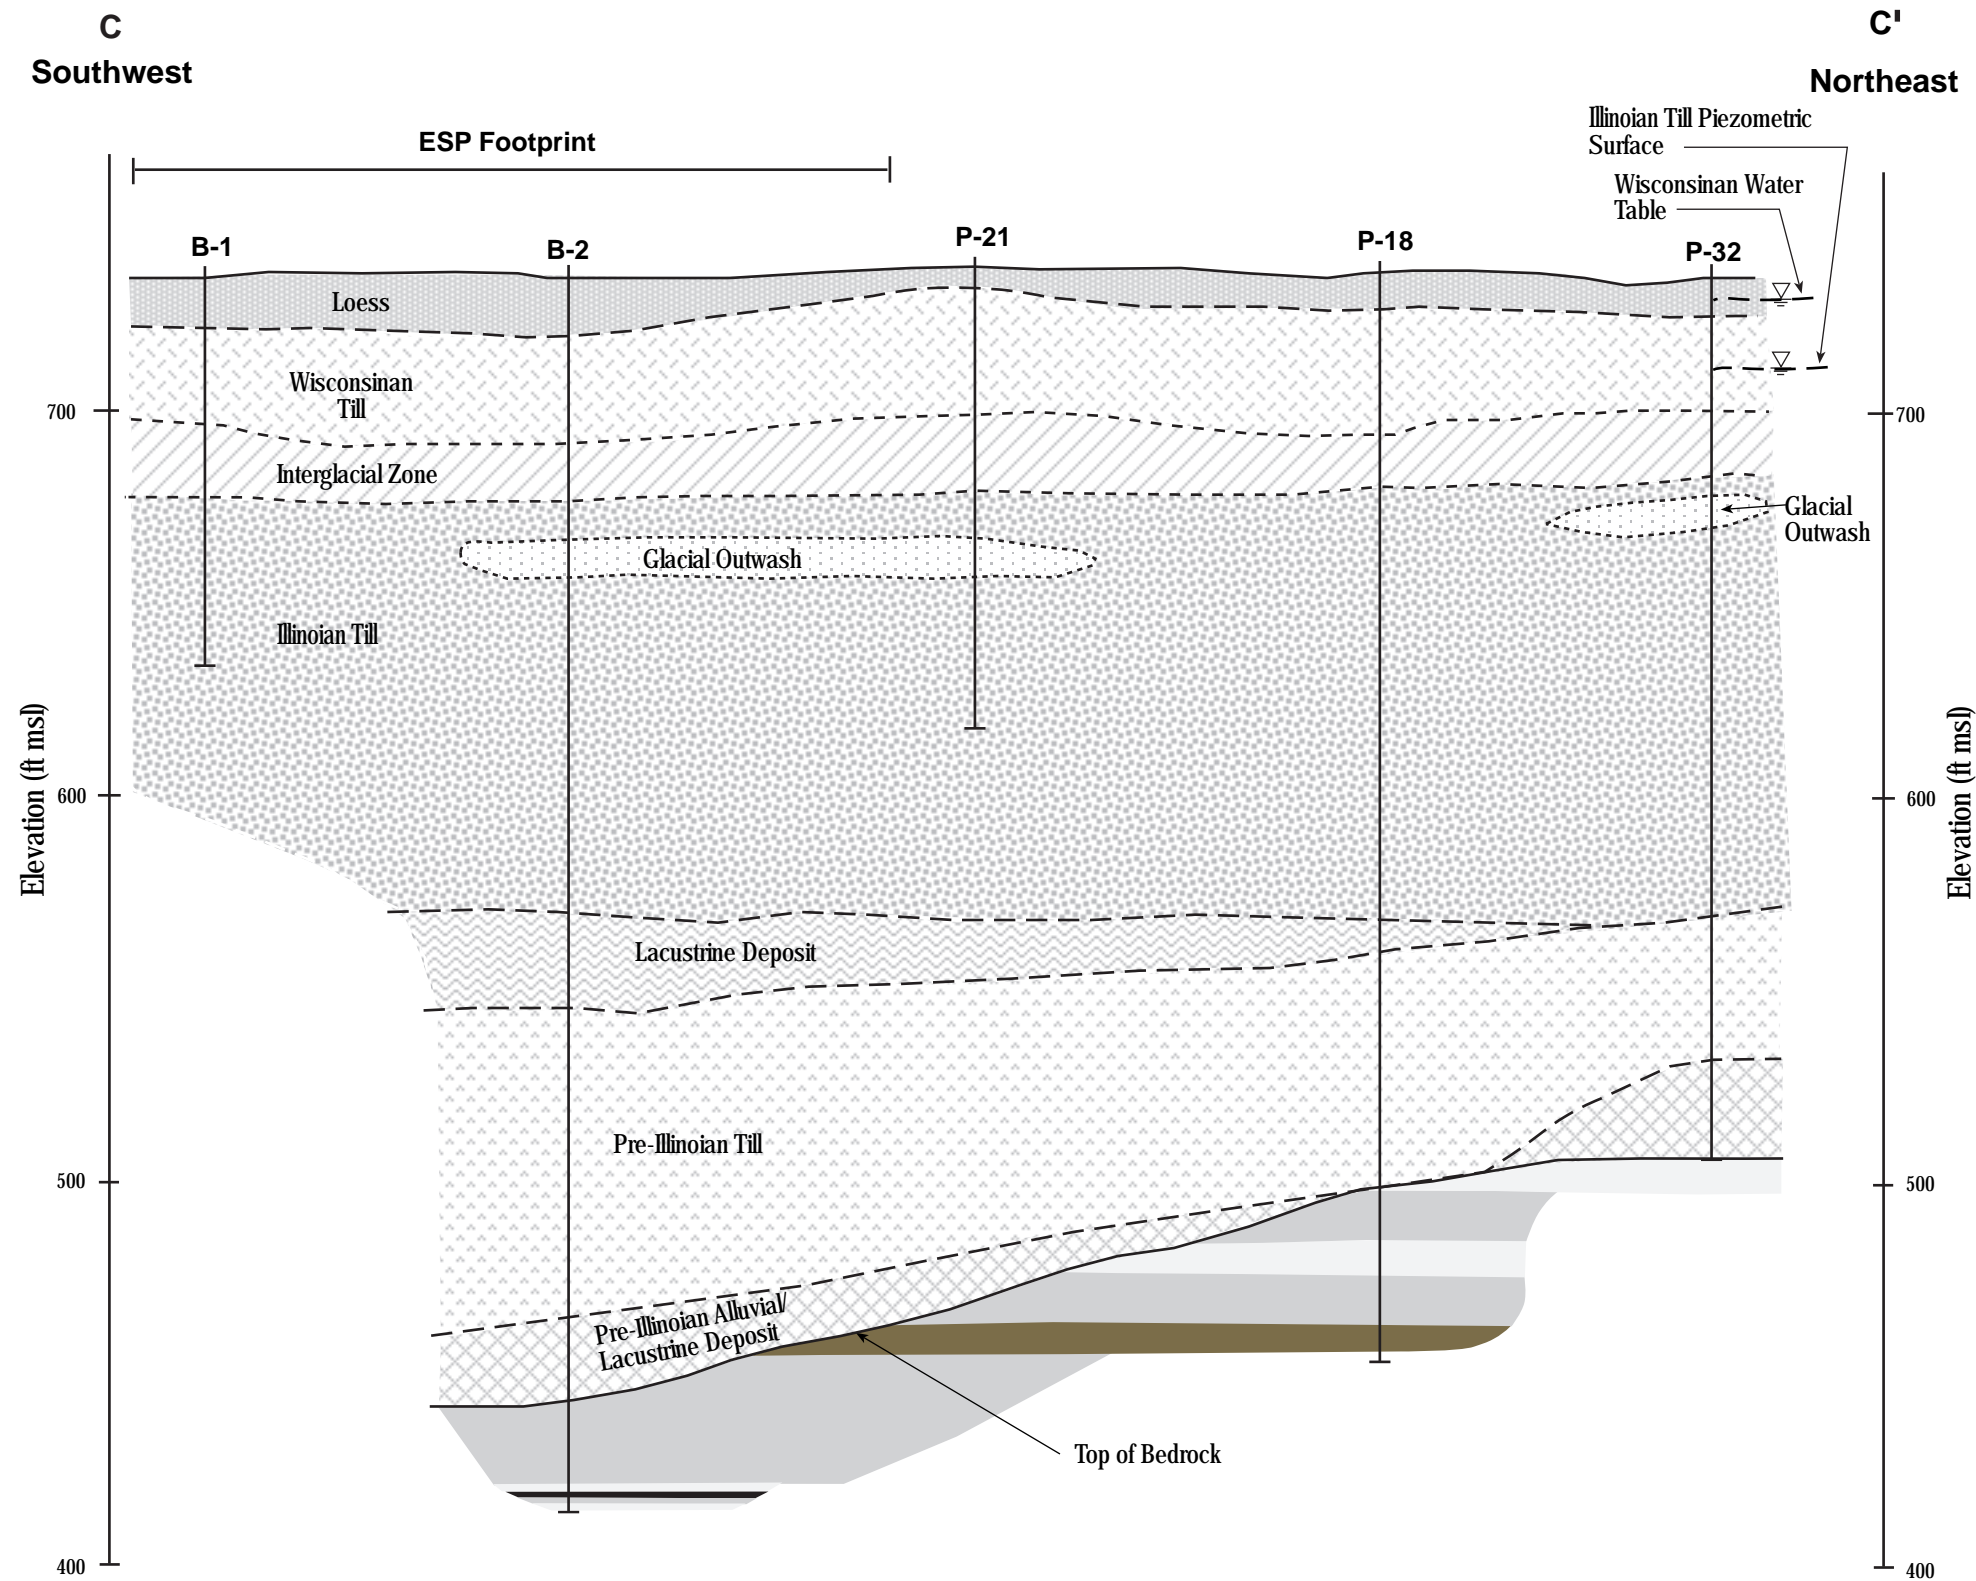 C
Southwest
C'
Northeast
ESP Footprint
Illinoian Till Piezometric
Surface
Wisconsinan Water
Table
B-1
B-2
P-21
P-18
P-32
Loess
Wisconsinan
Till
700
700
Interglacial Zone
Glacial Outwash
Glacial
Outwash
Illinoian Till
Elevation (ft msl)
Elevation (ft msl)
600
600
Lacustrine Deposit
Pre-Illinoian Till
500
500
Pre-Illinoian Alluvial/
Lacustrine Deposit
Top of Bedrock
400
400